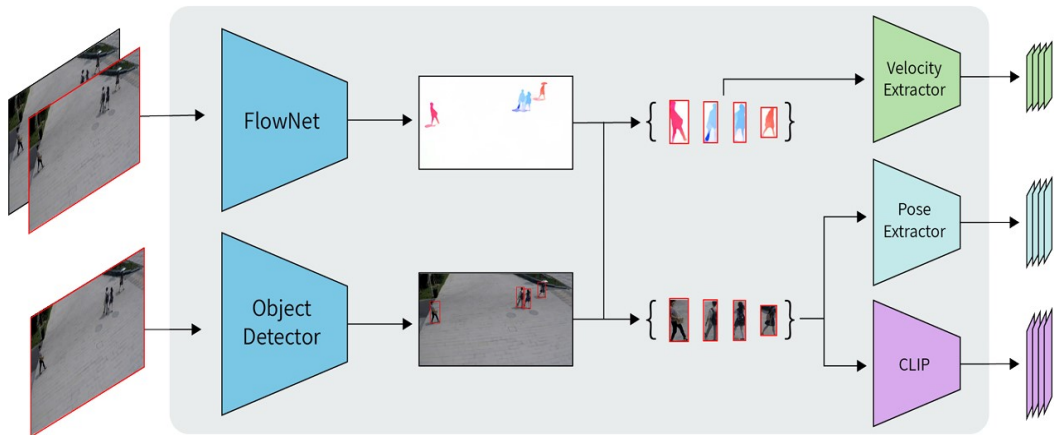 FlowNet
Velocity
Extractor
Pose
Extractor
Object
Detector
CLIP